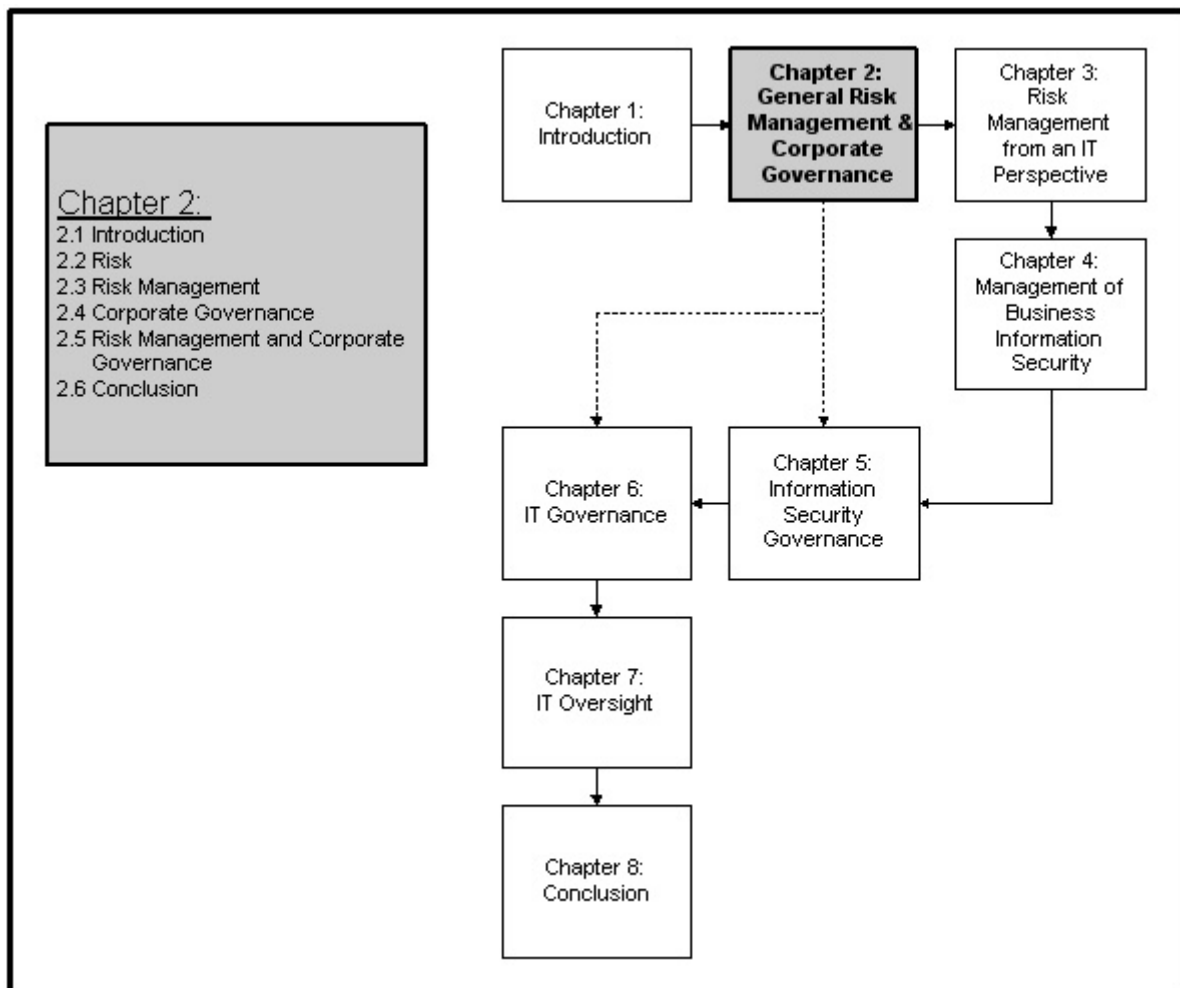 Chapter 2:
2.1 Introduction
2.2 Risk
2.3 Risk Management
2.4 Corporate Governance
2.5 Risk Management and Corporate
Governance
2.6 Conclusion
Chapter 1:
Introduction
Chapter 2:
General Risk
Management &
Corporate
Governance
Chapter 3:
Risk
Management
from an IT
Perspective
Chapter 4:
Management of
Business
Information
Security
Chapter 5:
Information
Security
Governance
Chapter 6:
IT Governance
Chapter 7:
IT Oversight
Chapter 8:
Conclusion